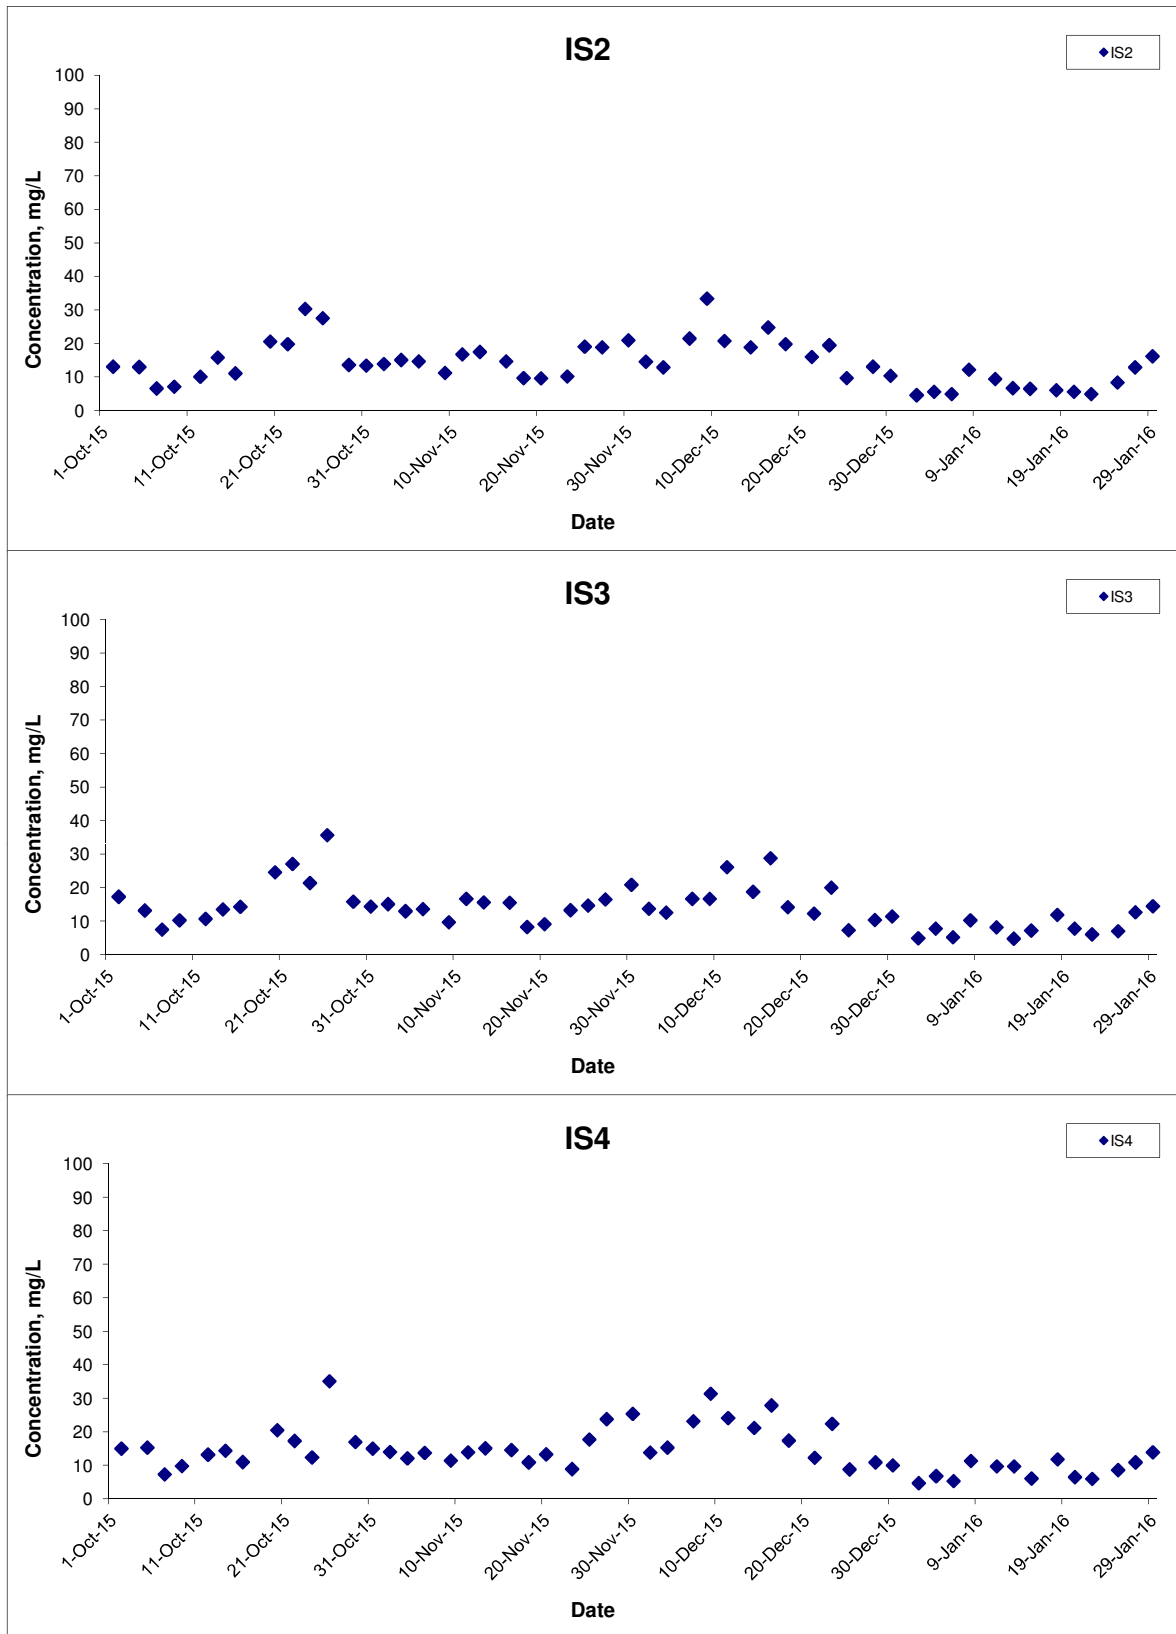 IS2
IS2
100
90
80
70
60
50
40
30
20
10
0
Concentration, mg/L
1-Oct-15
11-Oct-15
21-Oct-15
31-Oct-15
10-Nov-15
20-Nov-15
30-Nov-15
10-Dec-15
20-Dec-15
30-Dec-15
9-Jan-16
19-Jan-16
29-Jan-16
Date
IS3
IS3
100
90
80
70
60
50
40
30
20
10
0
Concentration, mg/L
1-Oct-15
11-Oct-15
21-Oct-15
31-Oct-15
10-Nov-15
20-Nov-15
30-Nov-15
10-Dec-15
20-Dec-15
30-Dec-15
9-Jan-16
19-Jan-16
29-Jan-16
Date
IS4
IS4
100
90
80
70
60
50
40
30
20
10
0
Concentration, mg/L
1-Oct-15
11-Oct-15
21-Oct-15
31-Oct-15
10-Nov-15
20-Nov-15
30-Nov-15
10-Dec-15
20-Dec-15
30-Dec-15
9-Jan-16
19-Jan-16
29-Jan-16
Date